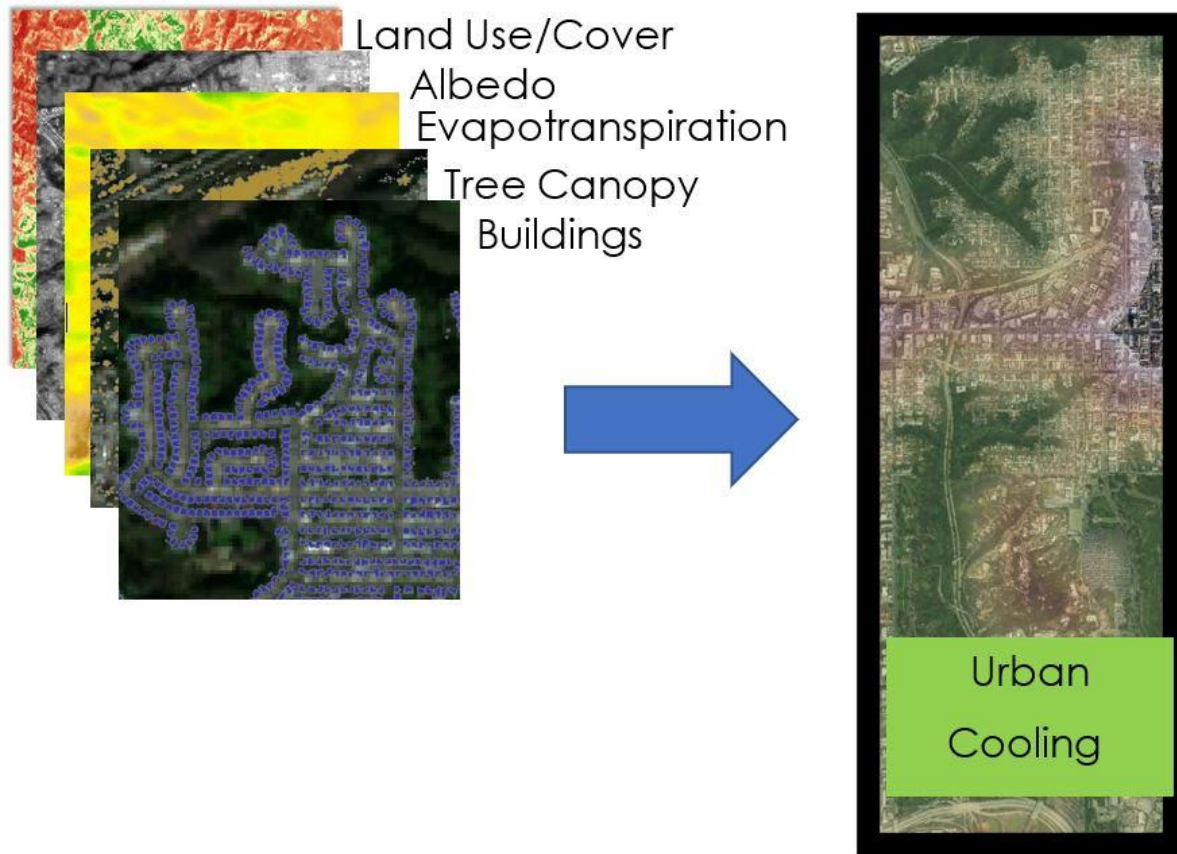 Land Use/Cover
Albedo
Evapotranspiration
Tree Canopy
Buildings
Urban
Cooling